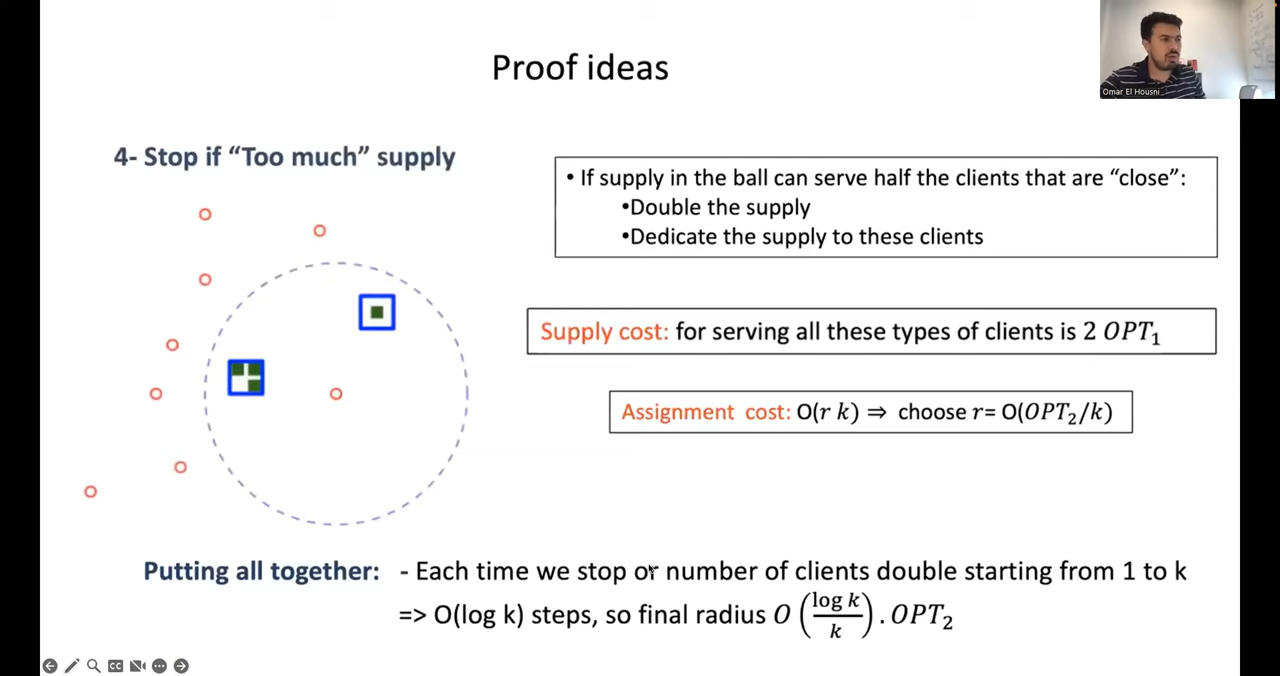 Proof ideas
Omar El Housni
4- Stop if “Too much” supply
• If supply in the ball can serve half the clients that are “close”:
•Double the supply
•Dedicate the supply to these clients
Supply cost: for serving all these types of clients is 2 OPT₁
Assignment cost: O(r k) ⇒ choose r= O(OPT₂/k)
Putting all together: - Each time we stop or number of clients double starting from 1 to k
=> O(log k) steps, so final radius O (log k / k) . OPT₂
CC